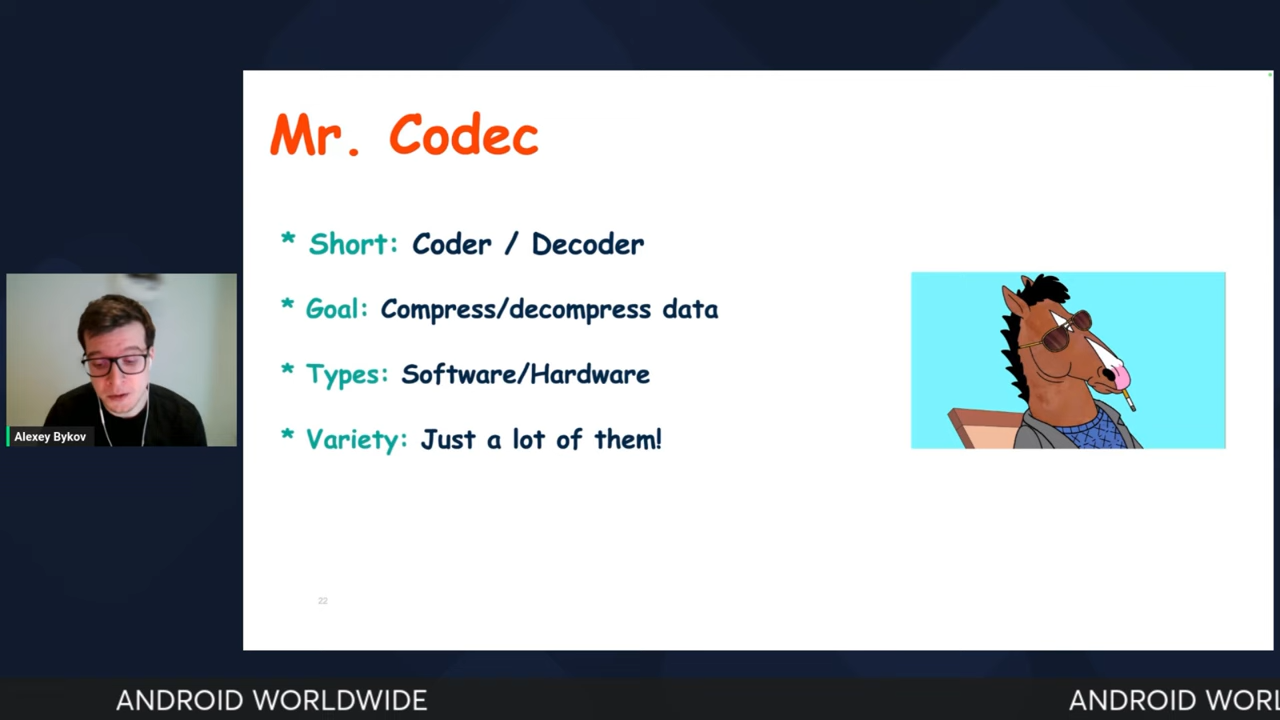 Mr. Codec
* Short: Coder / Decoder
* Goal: Compress/decompress data
* Types: Software/Hardware
* Variety: Just a lot of them!
Alexey Bykov
22
ANDROID WORLDWIDE
ANDROID WORL